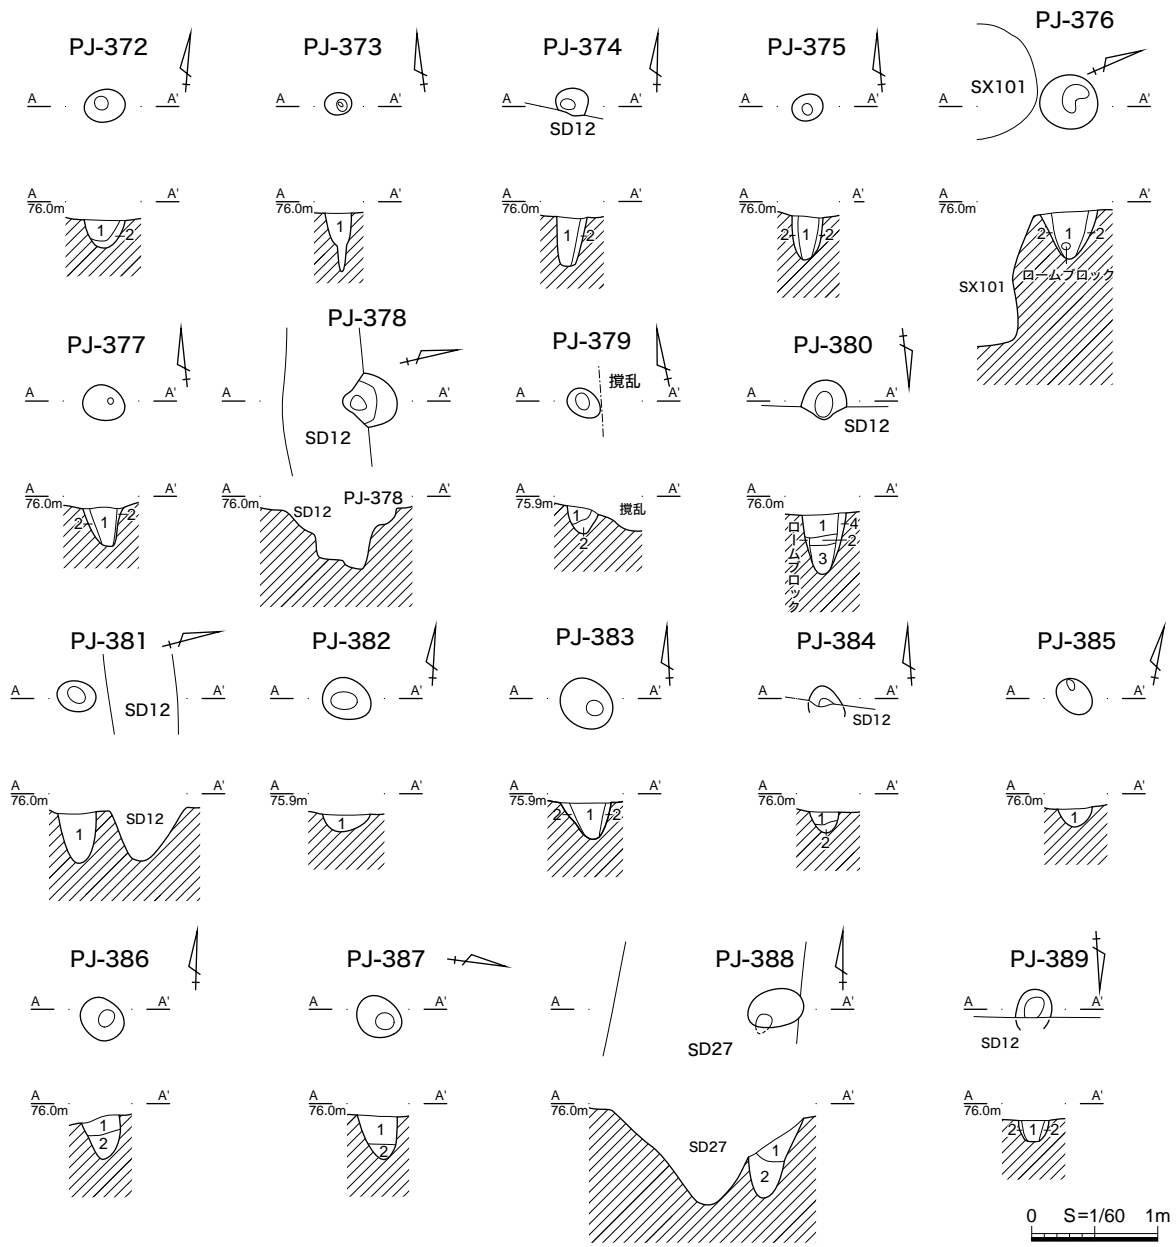 PJ-372
A A'
A A'
76.0m
1 2
PJ-373
A A'
A A'
76.0m
1
PJ-374
A A'
SD12
A A'
76.0m
1 2
PJ-375
A A'
A A'
76.0m
2 1 2
PJ-376
SX101
A A'
A A'
76.0m
2 1 2
ロームブロック
SX101
PJ-377
A A'
A A'
76.0m
2 1 2
PJ-378
A A'
SD12
A A'
76.0m
SD12
PJ-378
PJ-379
撹乱
A A'
A A'
75.9m
撹乱
1
2
PJ-380
A A'
SD12
A A'
76.0m
1 4
2
3
ロームブロック
PJ-381
A A'
SD12
A A'
76.0m
SD12
1
PJ-382
A A'
A A'
75.9m
1
PJ-383
A A'
A A'
75.9m
2 1 2
PJ-384
A A'
SD12
A A'
76.0m
1
2
PJ-385
A A'
A A'
76.0m
1
PJ-386
A A'
A A'
76.0m
1
2
PJ-387
A A'
A A'
76.0m
1
2
PJ-388
A A'
SD27
A A'
76.0m
SD27
1
2
PJ-389
A A'
SD12
A A'
76.0m
2 1 2
0 S=1/60 1m